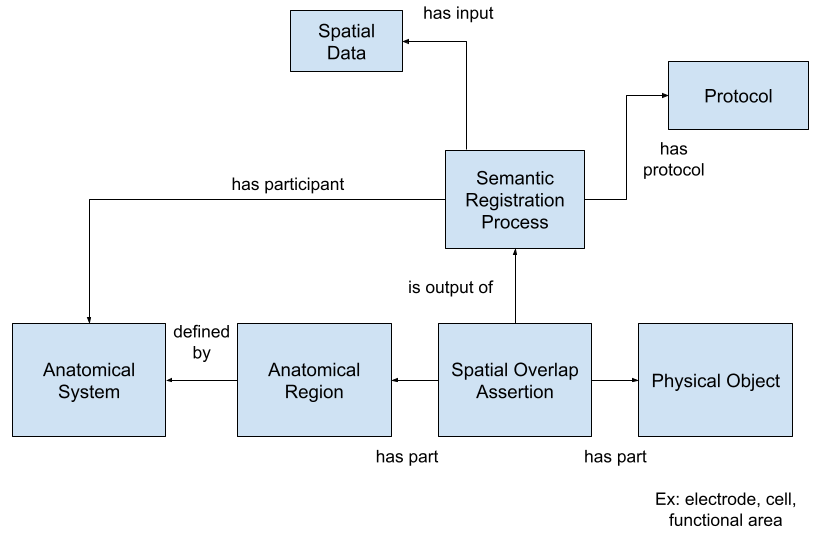 has input
Spatial
Data
Protocol
has
protocol
Semantic
Registration
Process
has participant
is output of
defined
by
Anatomical
System
Anatomical
Region
Spatial Overlap
Assertion
Physical Object
has part
has part
Ex: electrode, cell,
functional area